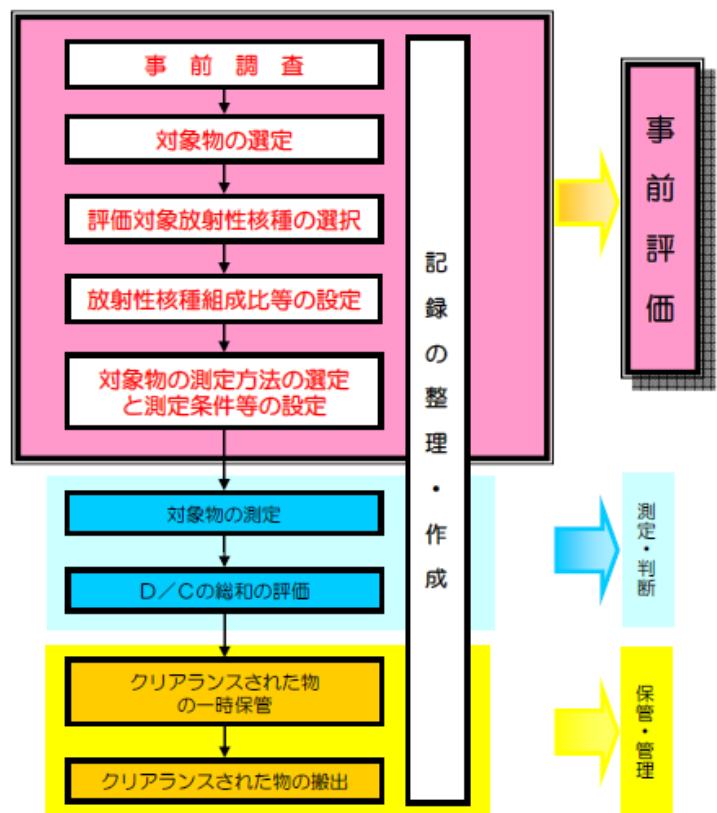 事前調査
対象物の選定
評価対象放射性核種の選択
放射性核種組成比等の設定
対象物の測定方法の選定
と測定条件等の設定
記録の整理・作成
事前評価
対象物の測定
D／Cの総和の評価
測定・判断
クリアランスされた物
の一時保管
クリアランスされた物の搬出
保管・管理